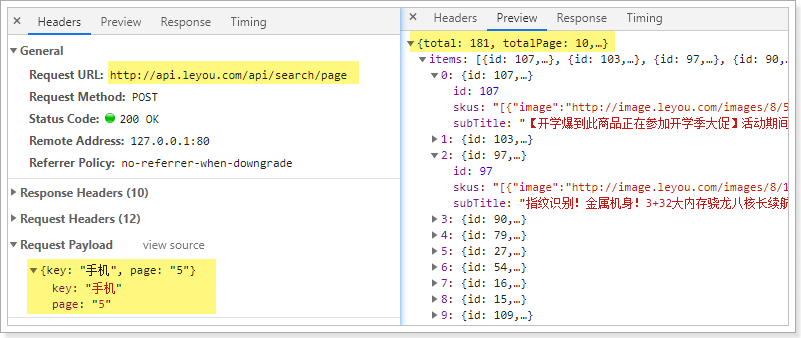 Headers Preview Response Timing
General
Request URL: http://api.leyou.com/api/search/page
Request Method: POST
Status Code: 200 OK
Remote Address: 127.0.0.1:80
Referrer Policy: no-referrer-when-downgrade
Response Headers (10)
Request Headers (12)
Request Payload view source
{key: "手机", page: "5"}
key: "手机"
page: "5"
Headers Preview Response Timing
{total: 181, totalPage: 10,…}
items: [{id: 107,…}, {id: 103,…}, {id: 97,…}, {id: 90,…
0: {id: 107,…}
id: 107
skus: "[{"image":"http://image.leyou.com/images/8/5
subTitle: "【开学爆到此商品正在参加开学季大促】活动期间
1: {id: 103,…}
2: {id: 97,…}
id: 97
skus: "[{"image":"http://image.leyou.com/images/8/1
subTitle: "指纹识别！金属机身！3+32大内存骁龙八核长续航
3: {id: 90,…}
4: {id: 79,…}
5: {id: 27,…}
6: {id: 54,…}
7: {id: 16,…}
8: {id: 15,…}
9: {id: 109,…}